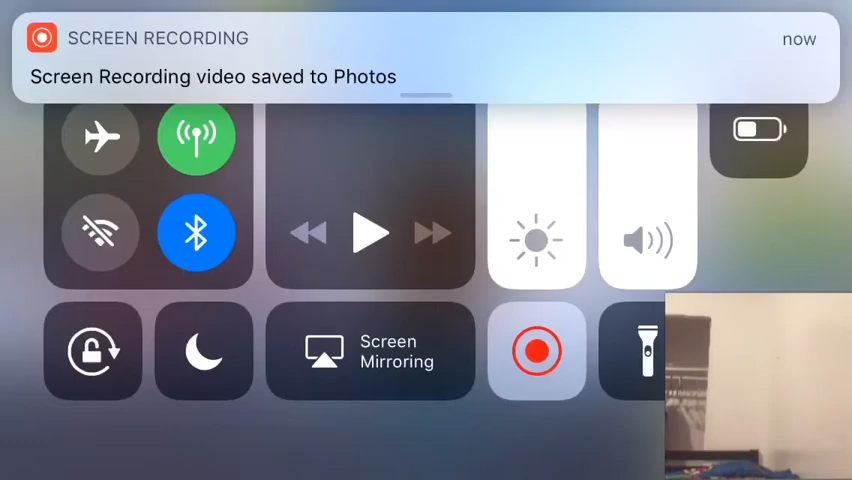 SCREEN RECORDING
now
Screen Recording video saved to Photos
Screen
Mirroring